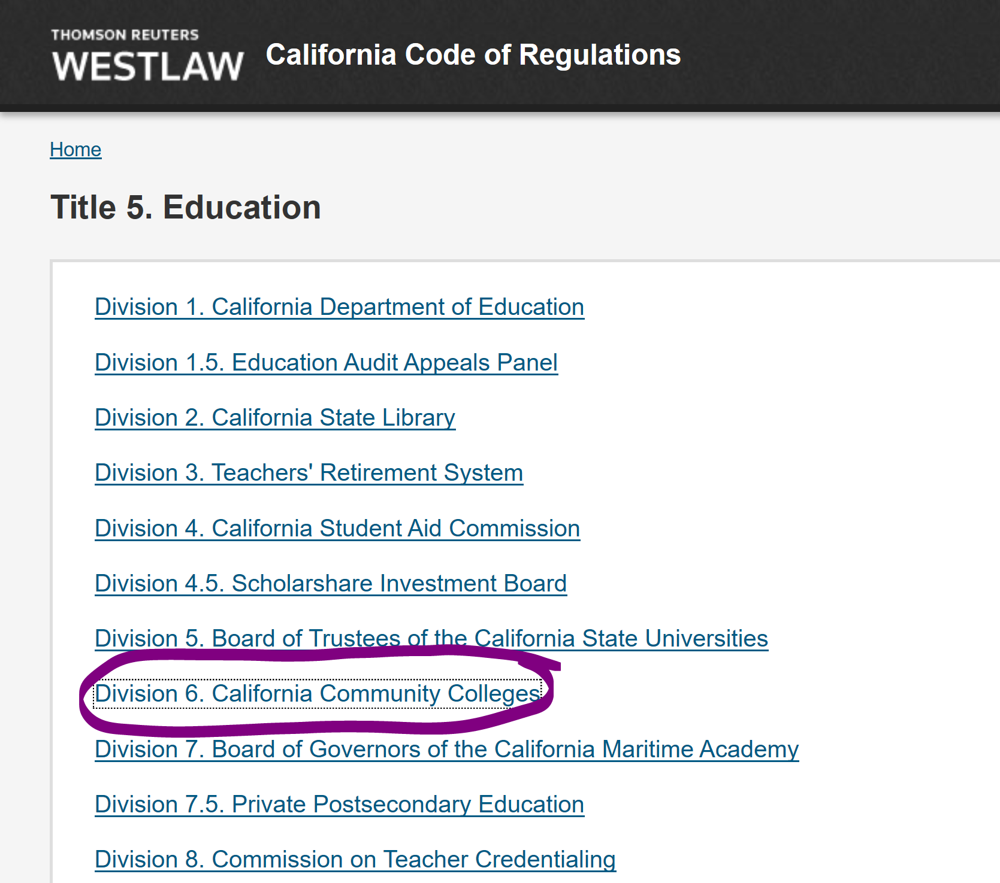 THOMSON REUTERS
WESTLAW
California Code of Regulations
Home
Title 5. Education
Division 1. California Department of Education
Division 1.5. Education Audit Appeals Panel
Division 2. California State Library
Division 3. Teachers' Retirement System
Division 4. California Student Aid Commission
Division 4.5. Scholarshare Investment Board
Division 5. Board of Trustees of the California State Universities
Division 6. California Community Colleges
Division 7. Board of Governors of the California Maritime Academy
Division 7.5. Private Postsecondary Education
Division 8. Commission on Teacher Credentialing